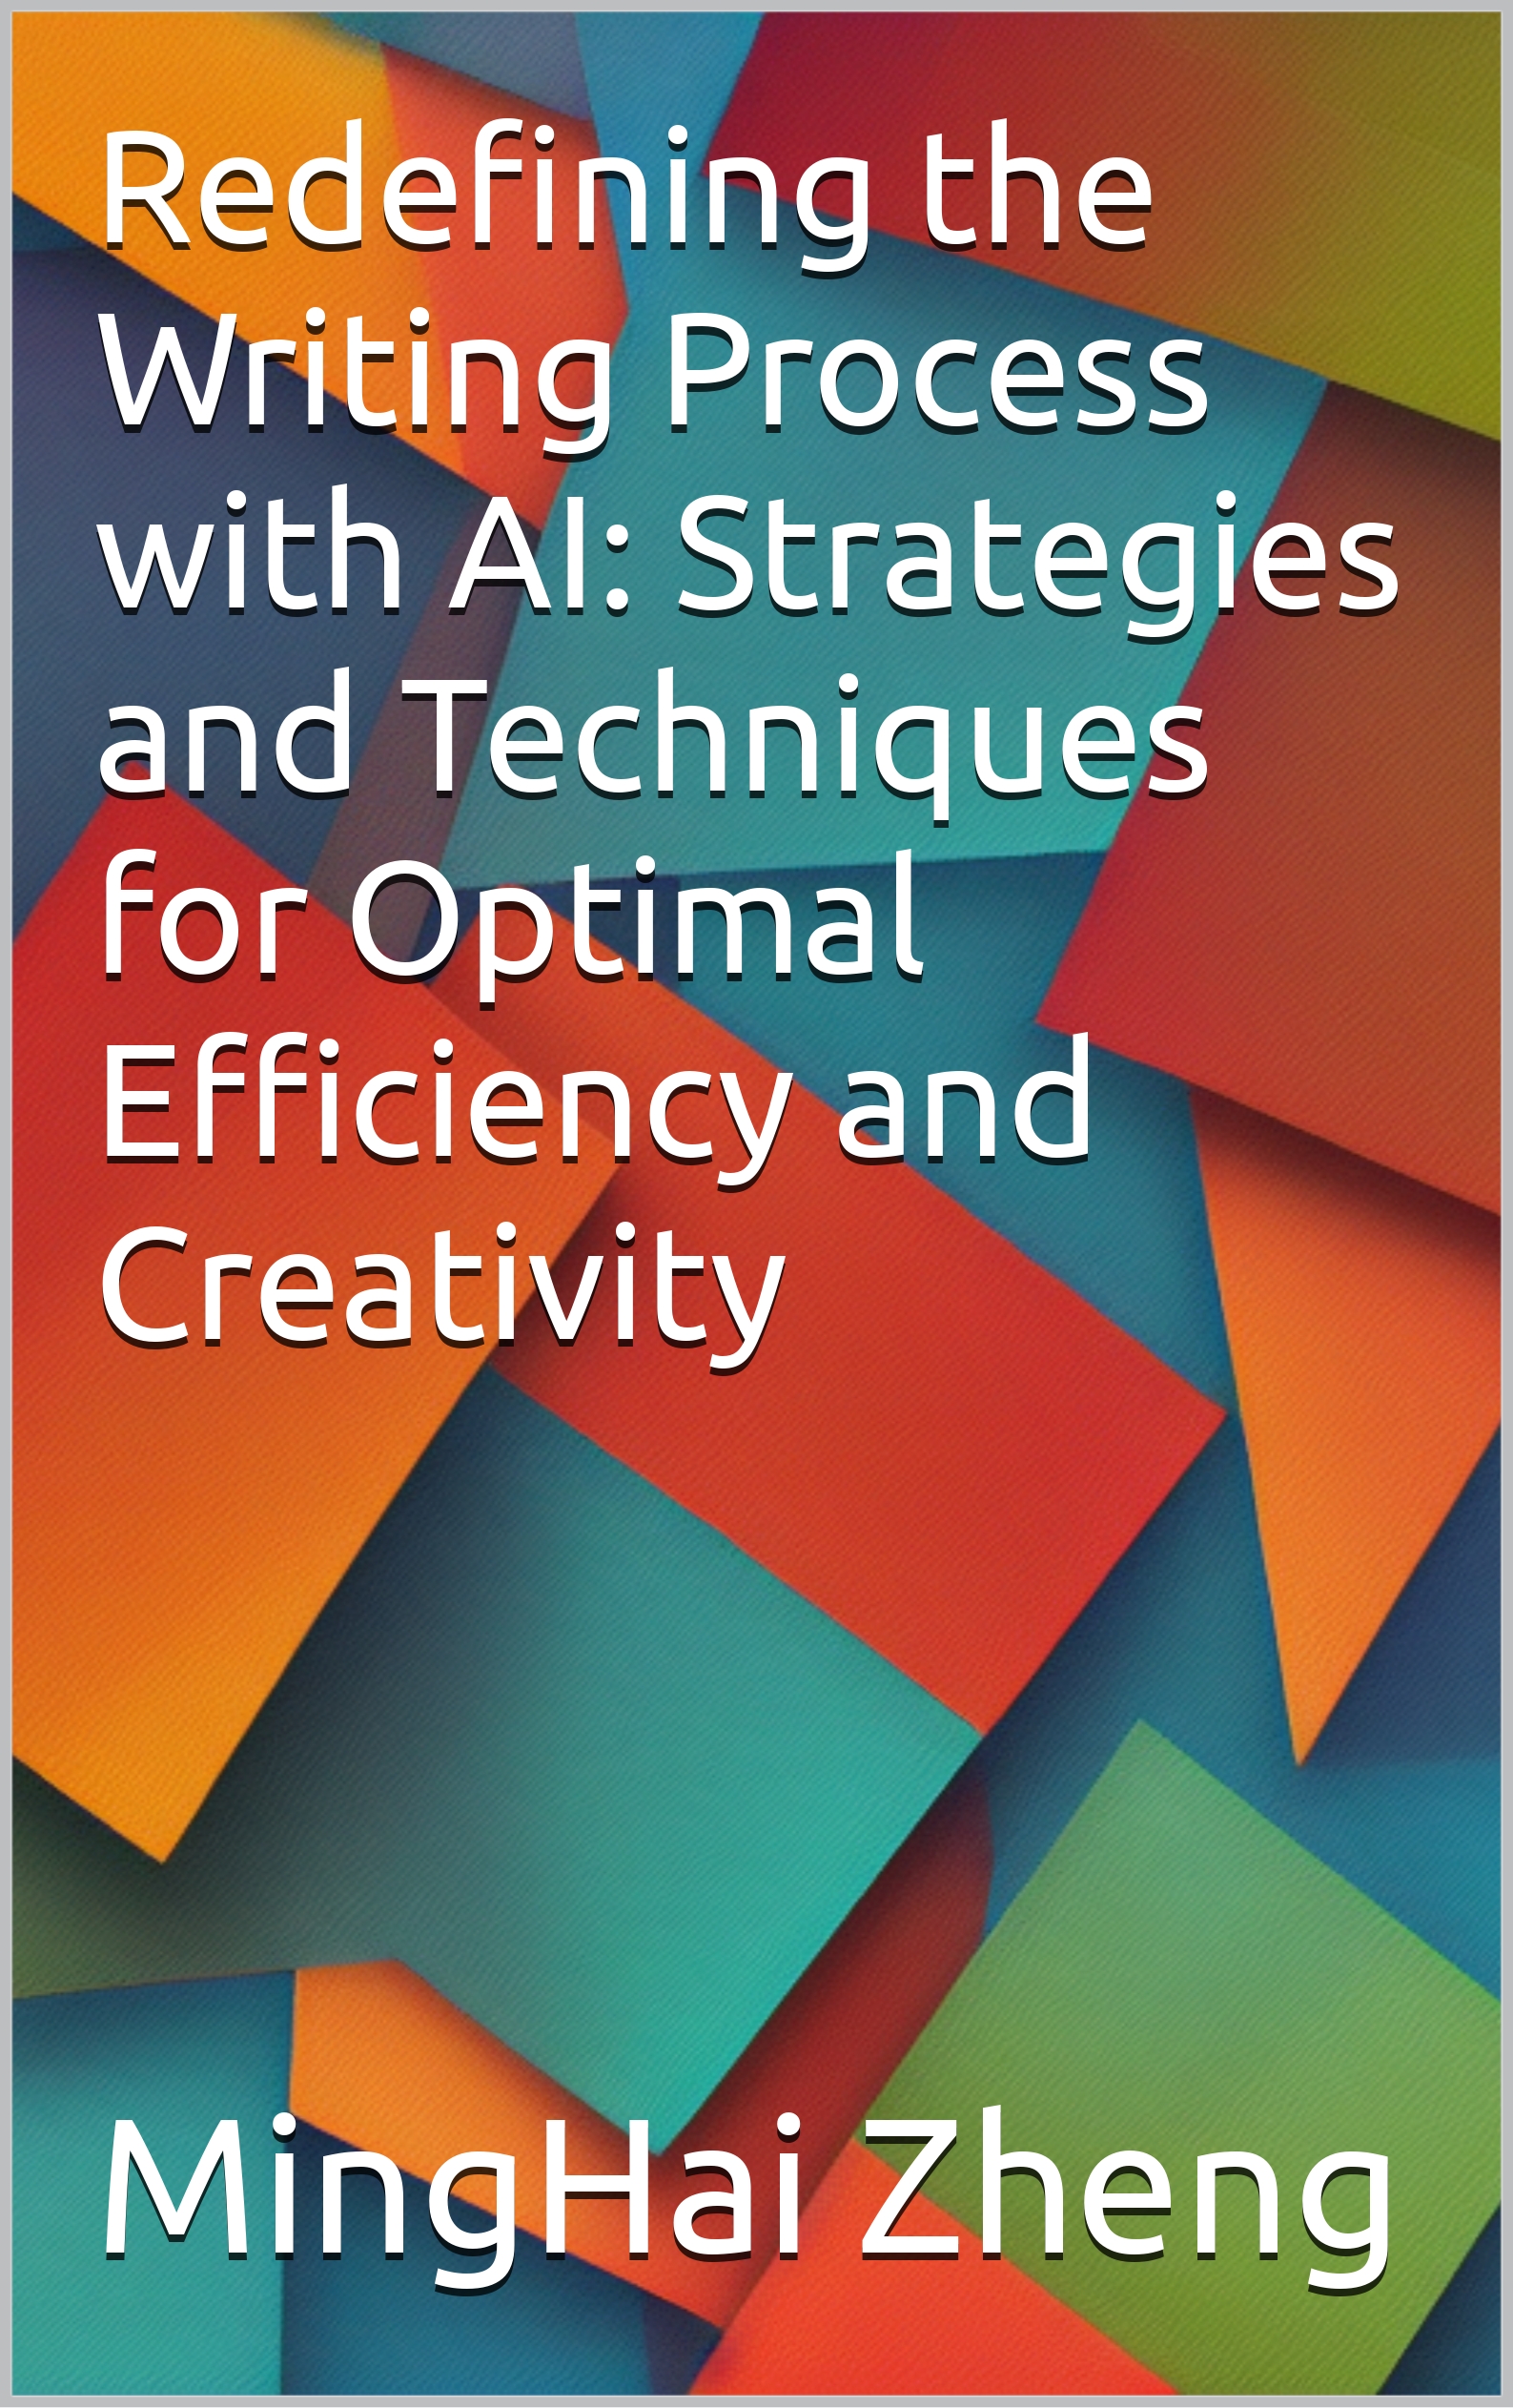 Redefining the
Writing Process
with AI: Strategies
and Techniques
for Optimal
Efficiency and
Creativity
MingHai Zheng